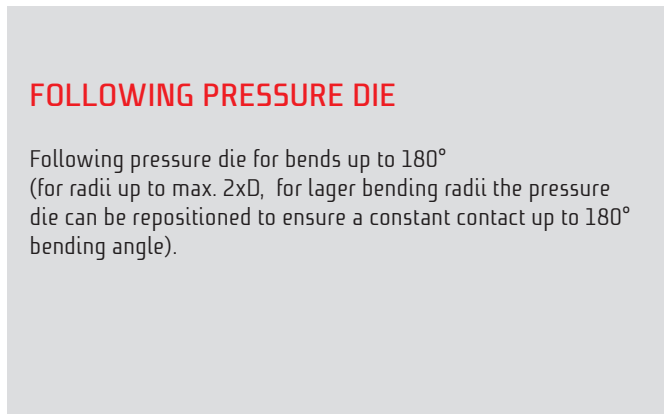 FOLLOWING PRESSURE DIE
Following pressure die for bends up to 180°
(for radii up to max. 2xD,  for lager bending radii the pressure
die can be repositioned to ensure a constant contact up to 180°
bending angle).